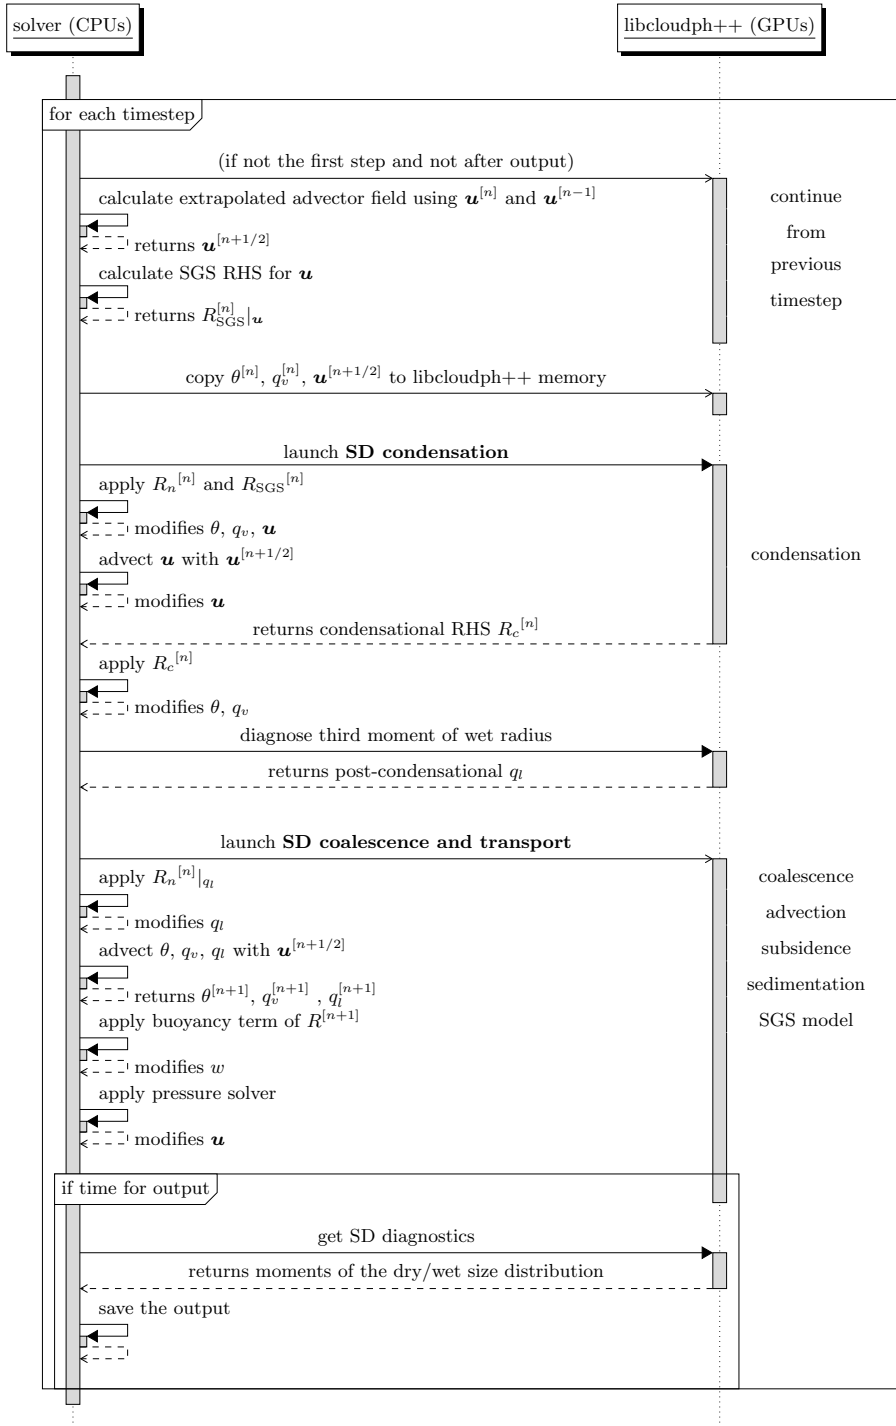 solver (CPUs)
libcloudph++ (GPUs)
for each timestep
(if not the first step and not after output)
calculate extrapolated advector field using 𝒖^[n] and 𝒖^[n−1]
continue
returns 𝒖^[n+1/2]
from
calculate SGS RHS for 𝒖
previous
returns R_SGS^[n]|_𝒖
timestep
copy θ^[n], q_v^[n], 𝒖^[n+1/2] to libcloudph++ memory
launch SD condensation
apply R_n^[n] and R_SGS^[n]
modifies θ, q_v, 𝒖
advect 𝒖 with 𝒖^[n+1/2]
condensation
modifies 𝒖
returns condensational RHS R_c^[n]
apply R_c^[n]
modifies θ, q_v
diagnose third moment of wet radius
returns post-condensational q_l
launch SD coalescence and transport
apply R_n^[n]|_q_l
coalescence
modifies q_l
advection
advect θ, q_v, q_l with 𝒖^[n+1/2]
subsidence
returns θ^[n+1], q_v^[n+1] , q_l^[n+1]
sedimentation
apply buoyancy term of R^[n+1]
SGS model
modifies w
apply pressure solver
modifies 𝒖
if time for output
get SD diagnostics
returns moments of the dry/wet size distribution
save the output